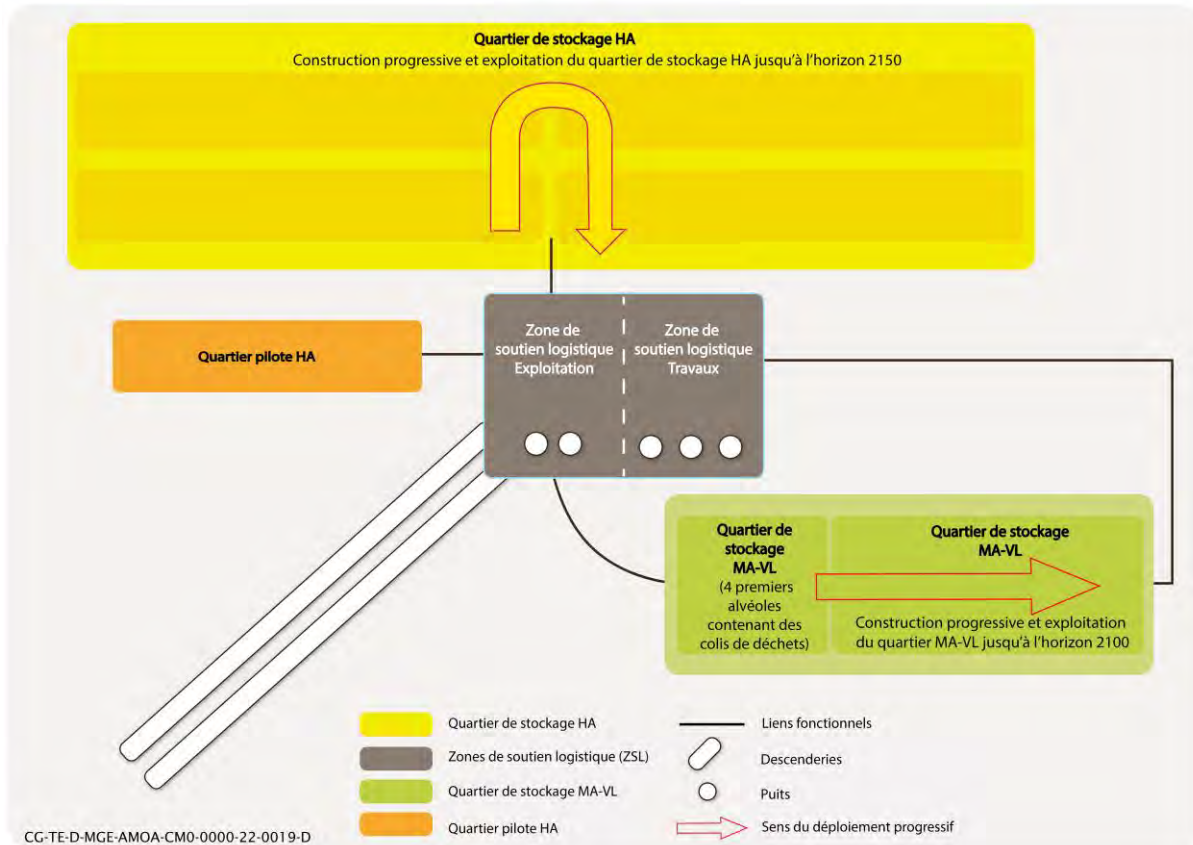 Quartier de stockage HA
Construction progressive et exploitation du quartier de stockage HA jusqu'à l'horizon 2150
Quartier pilote HA
Zone de
soutien logistique
Exploitation
Zone de
soutien logistique
Travaux
Quartier de
stockage
MA-VL
(4 premiers
alvéoles
contenant des
colis de déchets)
Quartier de stockage
MA-VL
Construction progressive et exploitation
du quartier MA-VL jusqu'à l'horizon 2100
Quartier de stockage HA
Zones de soutien logistique (ZSL)
Quartier de stockage MA-VL
Quartier pilote HA
Liens fonctionnels
Descenderies
Puits
Sens du déploiement progressif
CG-TE-D-MGE-AMOA-CM0-0000-22-0019-D